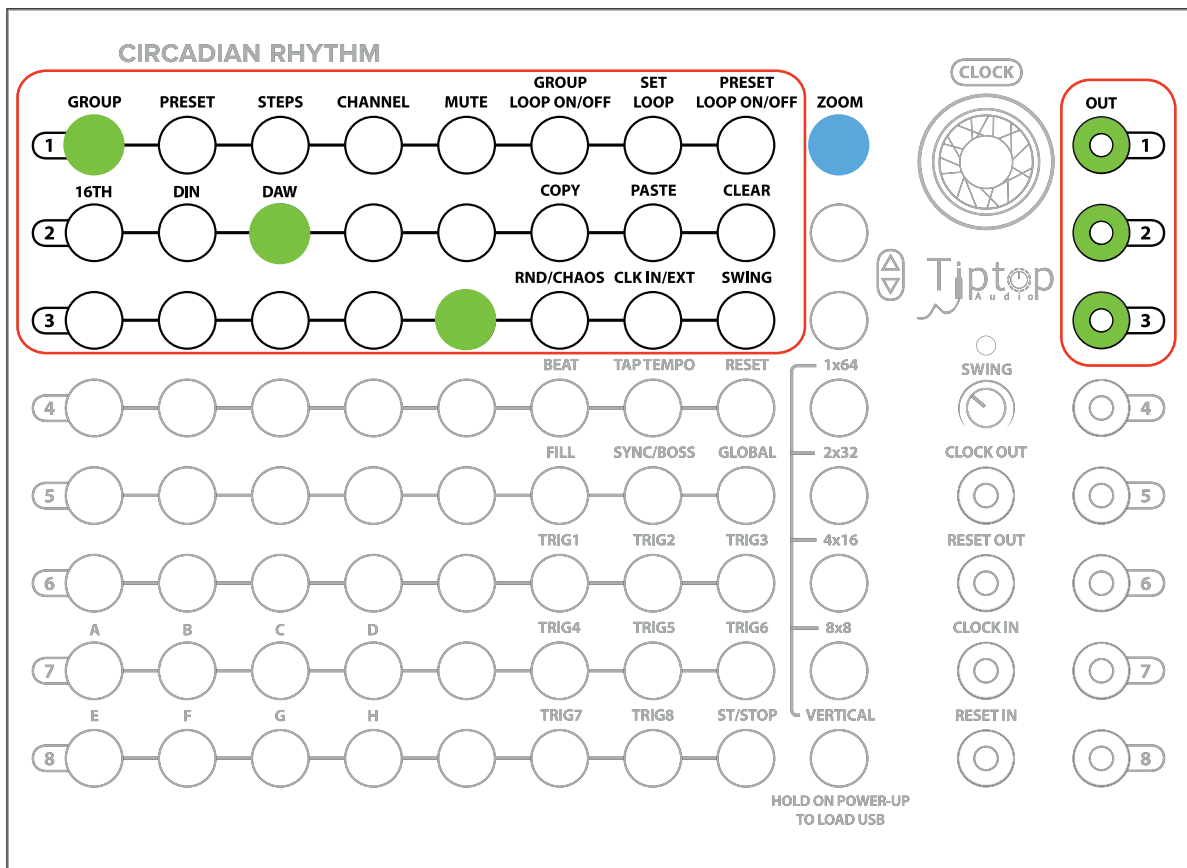 CIRCADIAN RHYTHM
CLOCK
GROUP PRESET STEPS CHANNEL MUTE GROUP LOOP ON/OFF SET LOOP PRESET LOOP ON/OFF ZOOM OUT
1 1
16TH DIN DAW COPY PASTE CLEAR
2 2
Tiptop
Audio
RND/CHAOS CLK IN/EXT SWING
3 3
BEAT TAP TEMPO RESET 1x64 SWING
4 4
FILL SYNC/BOSS GLOBAL 2x32 CLOCK OUT
5 5
TRIG1 TRIG2 TRIG3 4x16 RESET OUT
6 6
A B C D TRIG4 TRIG5 TRIG6 8x8 CLOCK IN
7 7
E F G H TRIG7 TRIG8 ST/STOP VERTICAL RESET IN
8 8
HOLD ON POWER-UP
TO LOAD USB